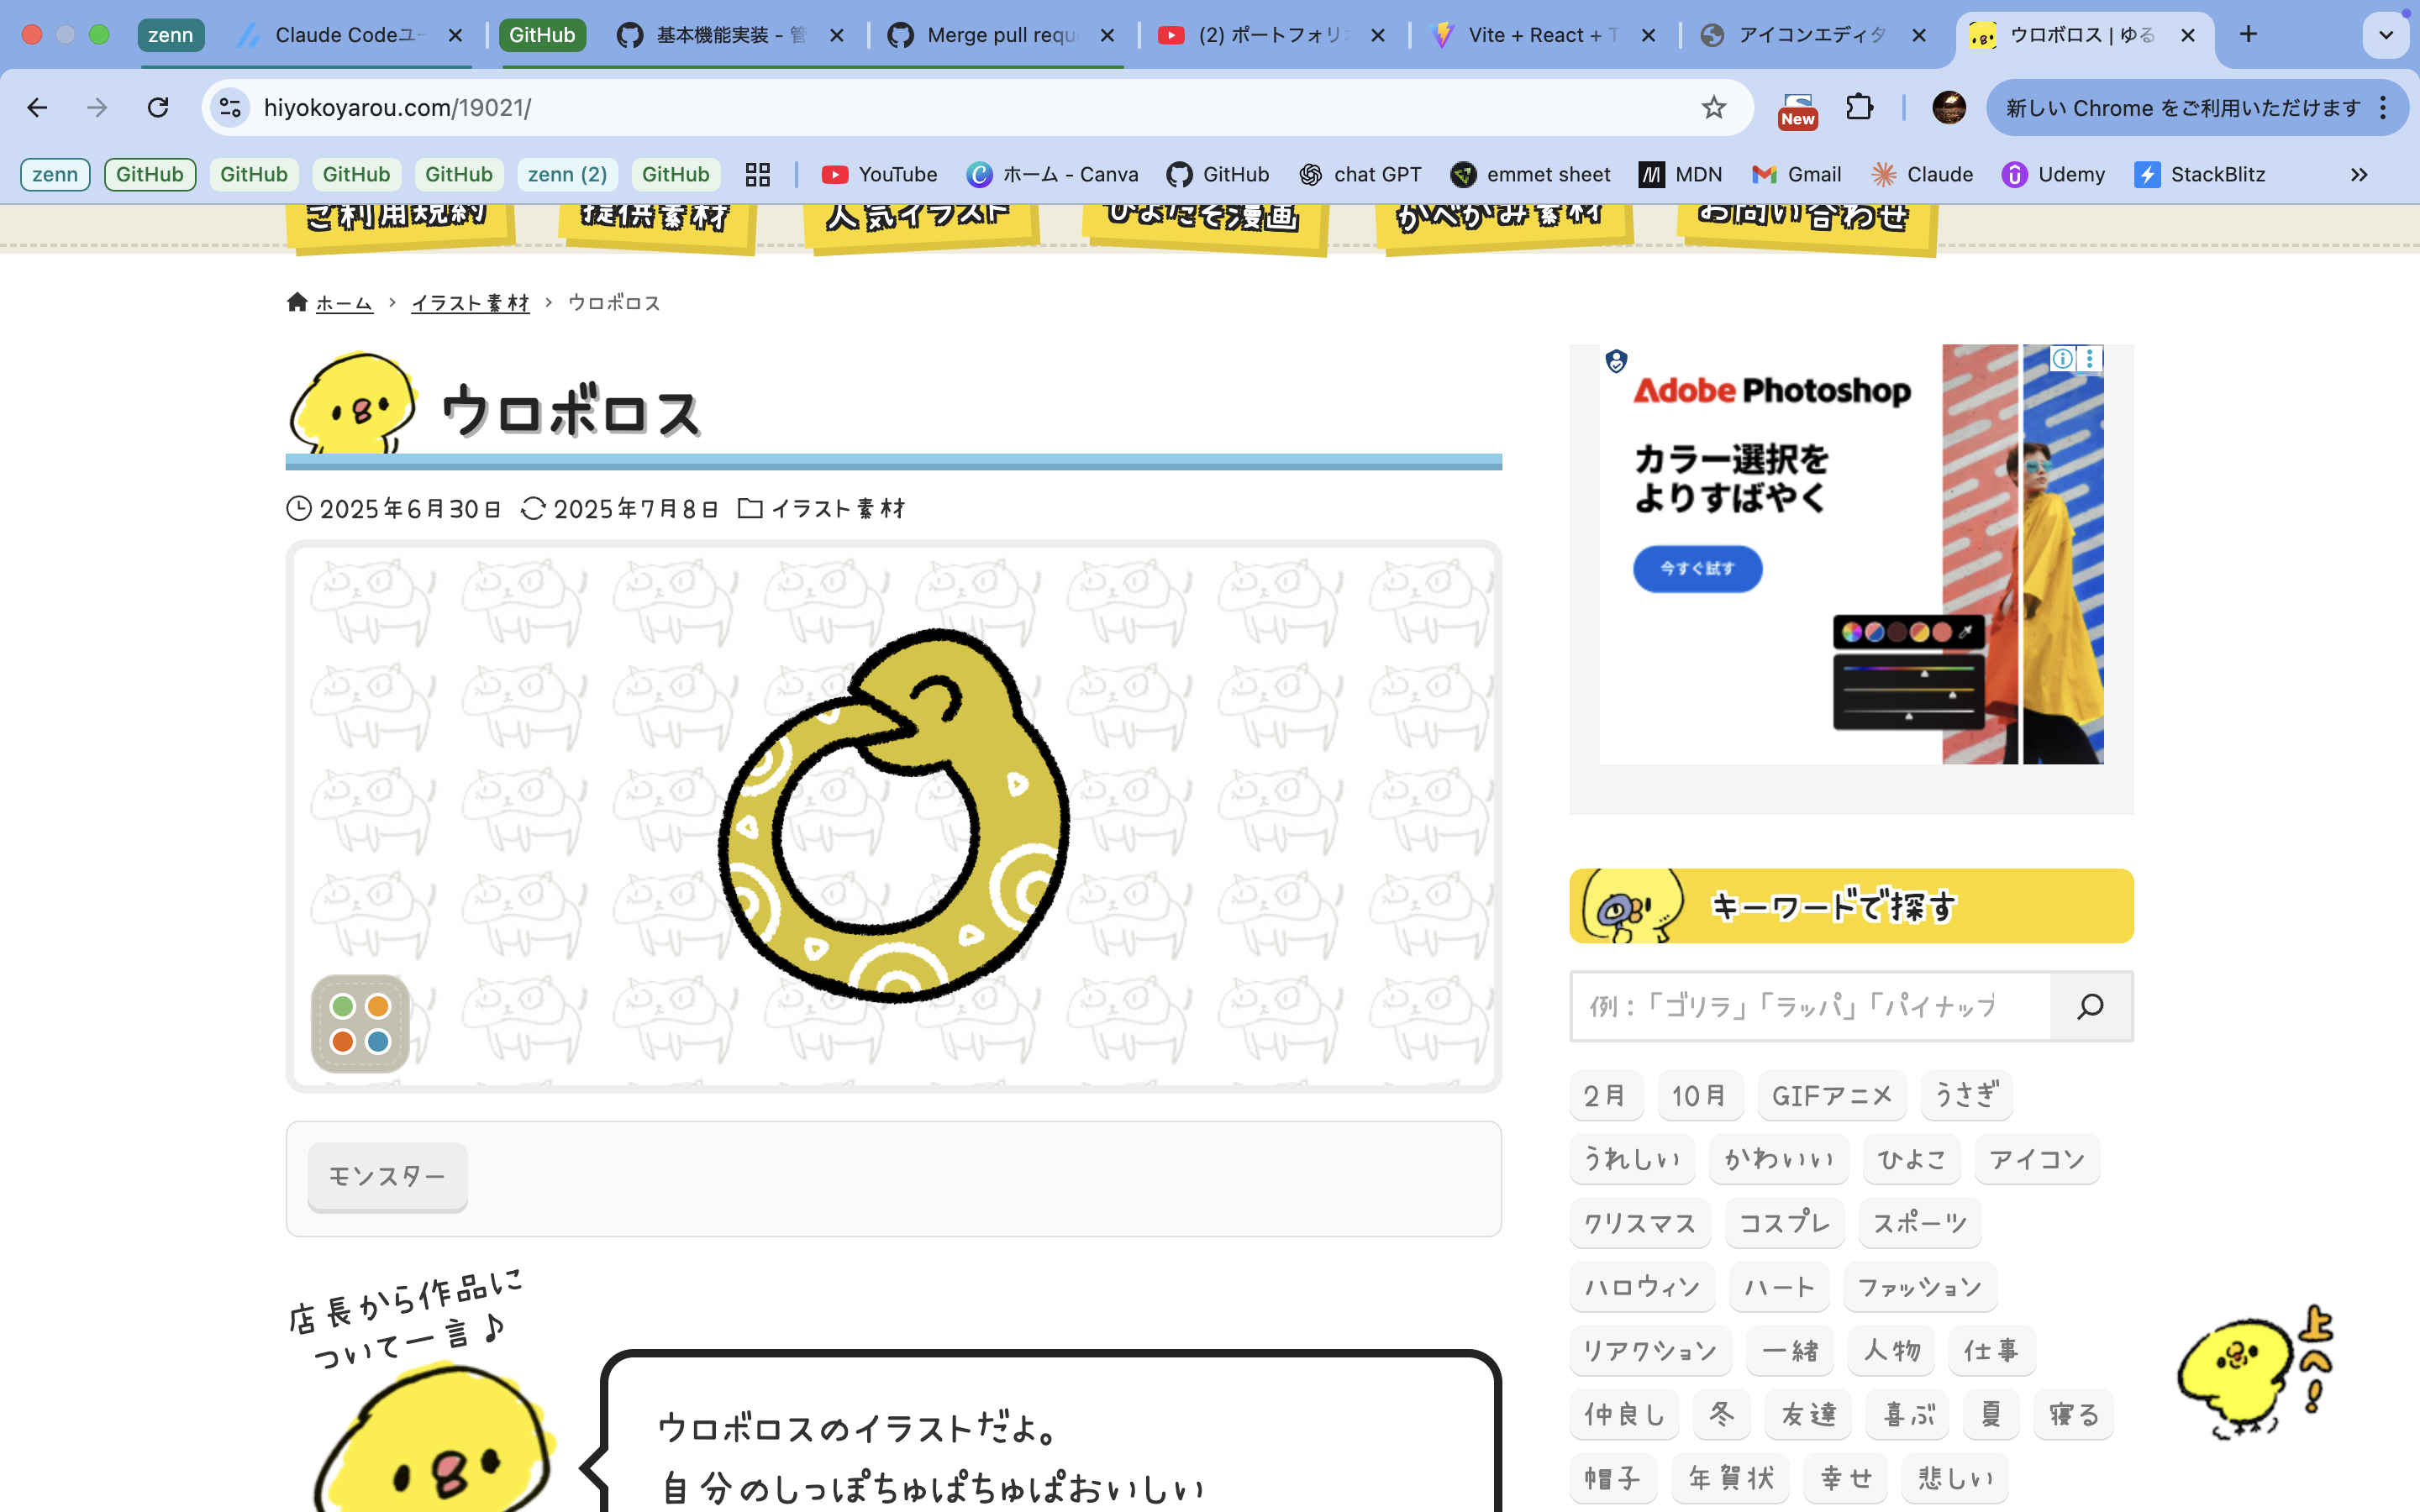 zenn
Claude Codeユー
GitHub
基本機能実装 - 管
Merge pull requ
(2) ポートフォリ
Vite + React + T
アイコンエディタ
ウロボロス | ゆる
hiyokoyarou.com/19021/
New
新しい Chrome をご利用いただけます
zenn
GitHub
GitHub
GitHub
GitHub
zenn (2)
GitHub
YouTube
ホーム - Canva
GitHub
chat GPT
emmet sheet
MDN
Gmail
Claude
Udemy
StackBlitz
ご利用規約
提供素材
人気イラスト
ひよたそ漫画
かべがみ素材
お問い合わせ
ホーム › イラスト素材 › ウロボロス
ウロボロス
2025年6月30日 2025年7月8日 イラスト素材
モンスター
店長から作品に
ついて一言♪
ウロボロスのイラストだよ。
自分のしっぽちゅぱちゅぱおいしい
Adobe Photoshop
カラー選択を
よりすばやく
今すぐ試す
キーワードで探す
例：「ゴリラ」「ラッパ」「パイナップ
2月 10月 GIFアニメ うさぎ
うれしい かわいい ひよこ アイコン
クリスマス コスプレ スポーツ
ハロウィン ハート ファッション
リアクション 一緒 人物 仕事
仲良し 冬 友達 喜ぶ 夏 寝る
帽子 年賀状 幸せ 悲しい
上へ！